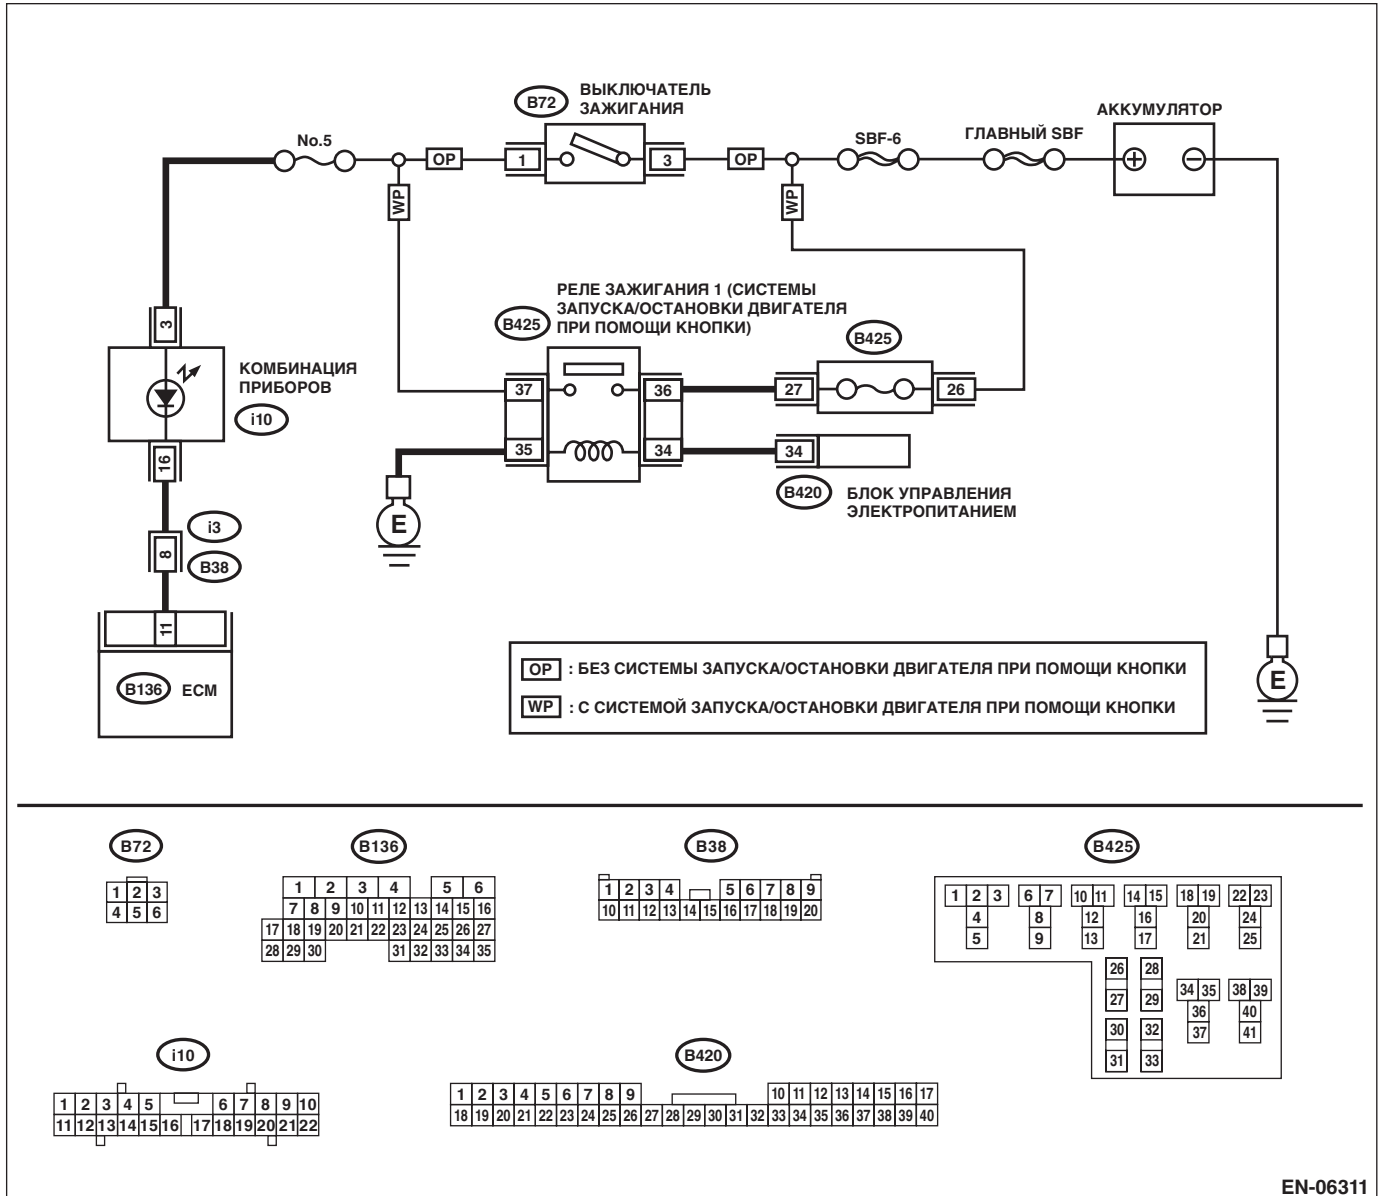 B72
ВЫКЛЮЧАТЕЛЬ
ЗАЖИГАНИЯ
No.5
OP
1
3
OP
SBF-6
ГЛАВНЫЙ SBF
АККУМУЛЯТОР
+
−
WP
WP
РЕЛЕ ЗАЖИГАНИЯ 1 (СИСТЕМЫ
ЗАПУСКА/ОСТАНОВКИ ДВИГАТЕЛЯ
ПРИ ПОМОЩИ КНОПКИ)
B425
B425
3
КОМБИНАЦИЯ
ПРИБОРОВ
i10
37
36
27
26
35
34
34
16
B420
БЛОК УПРАВЛЕНИЯ
ЭЛЕКТРОПИТАНИЕМ
E
i3
8
B38
11
B136
ECM
OP : БЕЗ СИСТЕМЫ ЗАПУСКА/ОСТАНОВКИ ДВИГАТЕЛЯ ПРИ ПОМОЩИ КНОПКИ
WP : С СИСТЕМОЙ ЗАПУСКА/ОСТАНОВКИ ДВИГАТЕЛЯ ПРИ ПОМОЩИ КНОПКИ
E
B72
1 2 3
4 5 6
B136
1 2 3 4 5 6
7 8 9 10 11 12 13 14 15 16
17 18 19 20 21 22 23 24 25 26 27
28 29 30 31 32 33 34 35
B38
1 2 3 4 5 6 7 8 9
10 11 12 13 14 15 16 17 18 19 20
B425
1 2 3 6 7 10 11 14 15 18 19 22 23
4 8 12 16 20 24
5 9 13 17 21 25
26 28
27 29 34 35 38 39
36 40
30 32 37 41
31 33
i10
1 2 3 4 5 6 7 8 9 10
11 12 13 14 15 16 17 18 19 20 21 22
B420
1 2 3 4 5 6 7 8 9 10 11 12 13 14 15 16 17
18 19 20 21 22 23 24 25 26 27 28 29 30 31 32 33 34 35 36 37 38 39 40
EN-06311